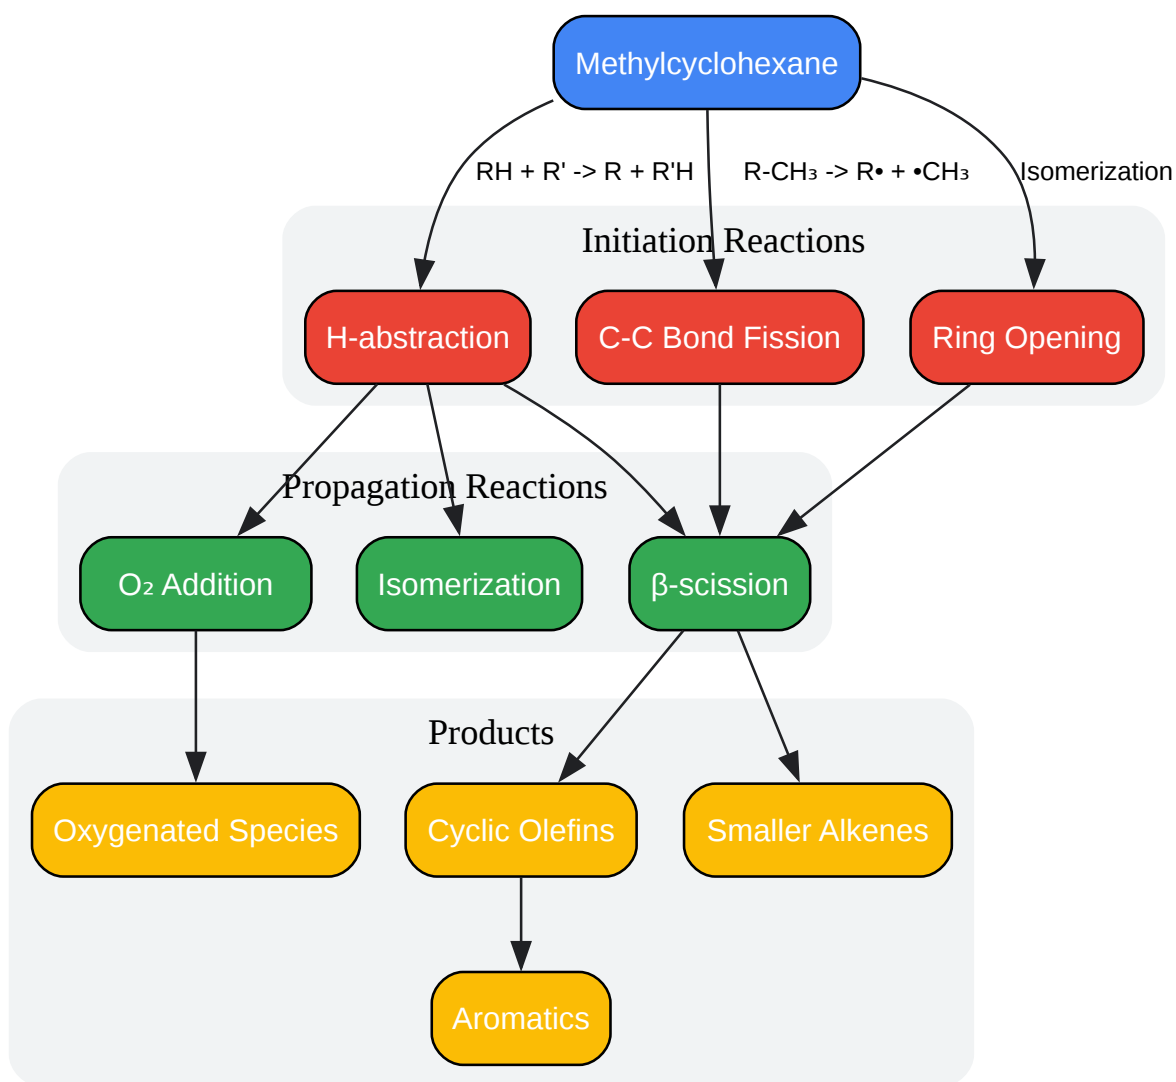 Methylcyclohexane
RH + R' -> R + R'H
R-CH₃ -> R• + •CH₃
Isomerization
Initiation Reactions
H-abstraction
C-C Bond Fission
Ring Opening
Propagation Reactions
O₂ Addition
Isomerization
β-scission
Products
Oxygenated Species
Cyclic Olefins
Smaller Alkenes
Aromatics